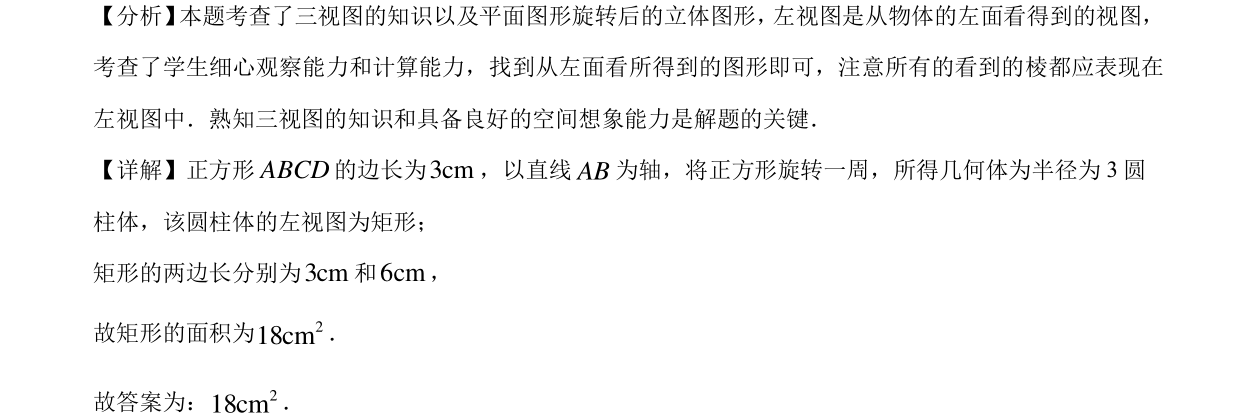 【分析】本题考查了三视图的知识以及平面图形旋转后的立体图形，左视图是从物体的左面看得到的视图，
考查了学生细心观察能力和计算能力，找到从左面看所得到的图形即可，注意所有的看到的棱都应表现在
左视图中．熟知三视图的知识和具备良好的空间想象能力是解题的关键．
【详解】正方形 ABCD 的边长为3cm，以直线 AB 为轴，将正方形旋转一周，所得几何体为半径为 3 圆
柱体，该圆柱体的左视图为矩形；
矩形的两边长分别为3cm 和6cm，
故矩形的面积为18cm²．
故答案为：18cm²．